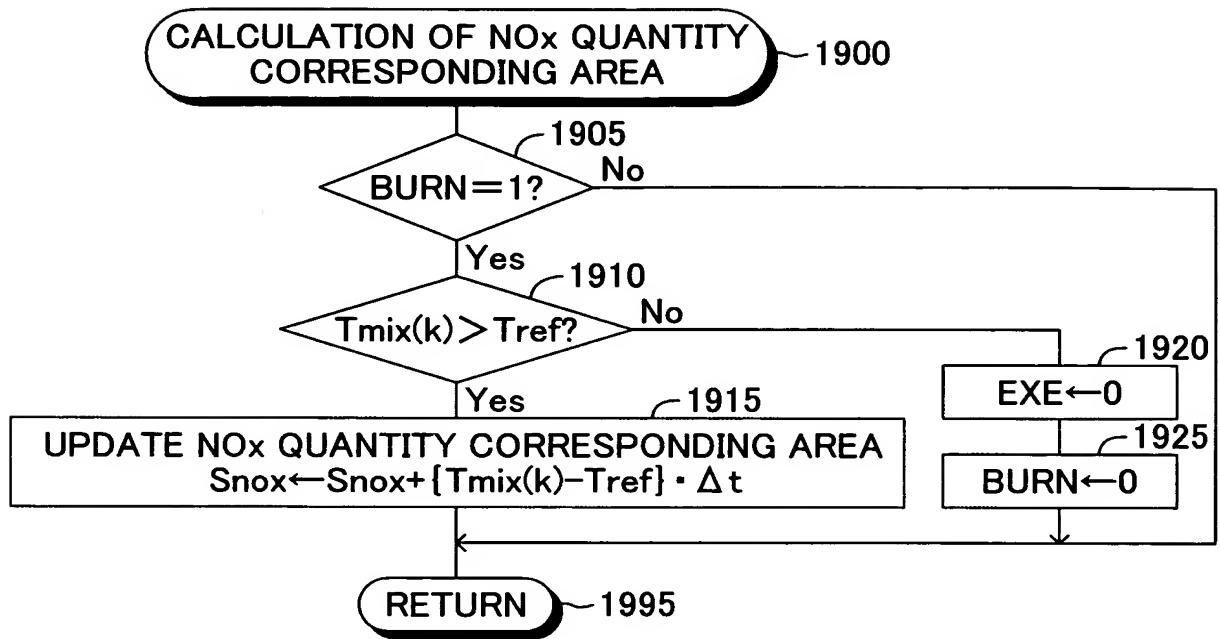 CALCULATION OF NOx QUANTITY
CORRESPONDING AREA
1900
1905
BURN=1?
No
Yes
1910
Tmix(k)>Tref?
No
Yes
1920
EXE←0
1915
UPDATE NOx QUANTITY CORRESPONDING AREA
Snox←Snox+{Tmix(k)-Tref}・Δt
1925
BURN←0
RETURN
1995